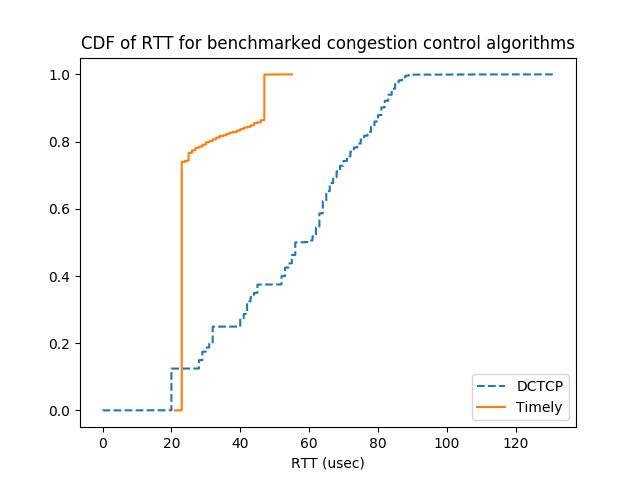 CDF of RTT for benchmarked congestion control algorithms
1.0
0.8
0.6
0.4
0.2
0.0
DCTCP
Timely
0 20 40 60 80 100 120
RTT (usec)